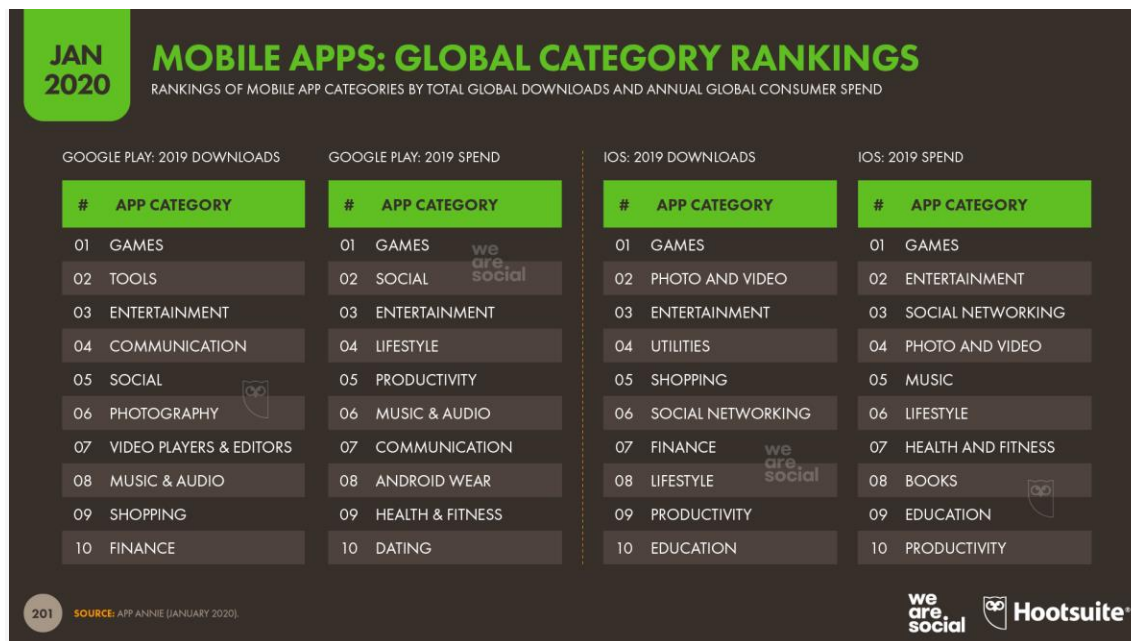 JAN
2020
MOBILE APPS: GLOBAL CATEGORY RANKINGS
RANKINGS OF MOBILE APP CATEGORIES BY TOTAL GLOBAL DOWNLOADS AND ANNUAL GLOBAL CONSUMER SPEND
GOOGLE PLAY: 2019 DOWNLOADS
# APP CATEGORY
01 GAMES
02 TOOLS
03 ENTERTAINMENT
04 COMMUNICATION
05 SOCIAL
06 PHOTOGRAPHY
07 VIDEO PLAYERS & EDITORS
08 MUSIC & AUDIO
09 SHOPPING
10 FINANCE
GOOGLE PLAY: 2019 SPEND
# APP CATEGORY
01 GAMES
02 SOCIAL
03 ENTERTAINMENT
04 LIFESTYLE
05 PRODUCTIVITY
06 MUSIC & AUDIO
07 COMMUNICATION
08 ANDROID WEAR
09 HEALTH & FITNESS
10 DATING
we
are.
social
IOS: 2019 DOWNLOADS
# APP CATEGORY
01 GAMES
02 PHOTO AND VIDEO
03 ENTERTAINMENT
04 UTILITIES
05 SHOPPING
06 SOCIAL NETWORKING
07 FINANCE
08 LIFESTYLE
09 PRODUCTIVITY
10 EDUCATION
we
are.
social
IOS: 2019 SPEND
# APP CATEGORY
01 GAMES
02 ENTERTAINMENT
03 SOCIAL NETWORKING
04 PHOTO AND VIDEO
05 MUSIC
06 LIFESTYLE
07 HEALTH AND FITNESS
08 BOOKS
09 EDUCATION
10 PRODUCTIVITY
201
SOURCE: APP ANNIE (JANUARY 2020).
we
are.
social
Hootsuite®